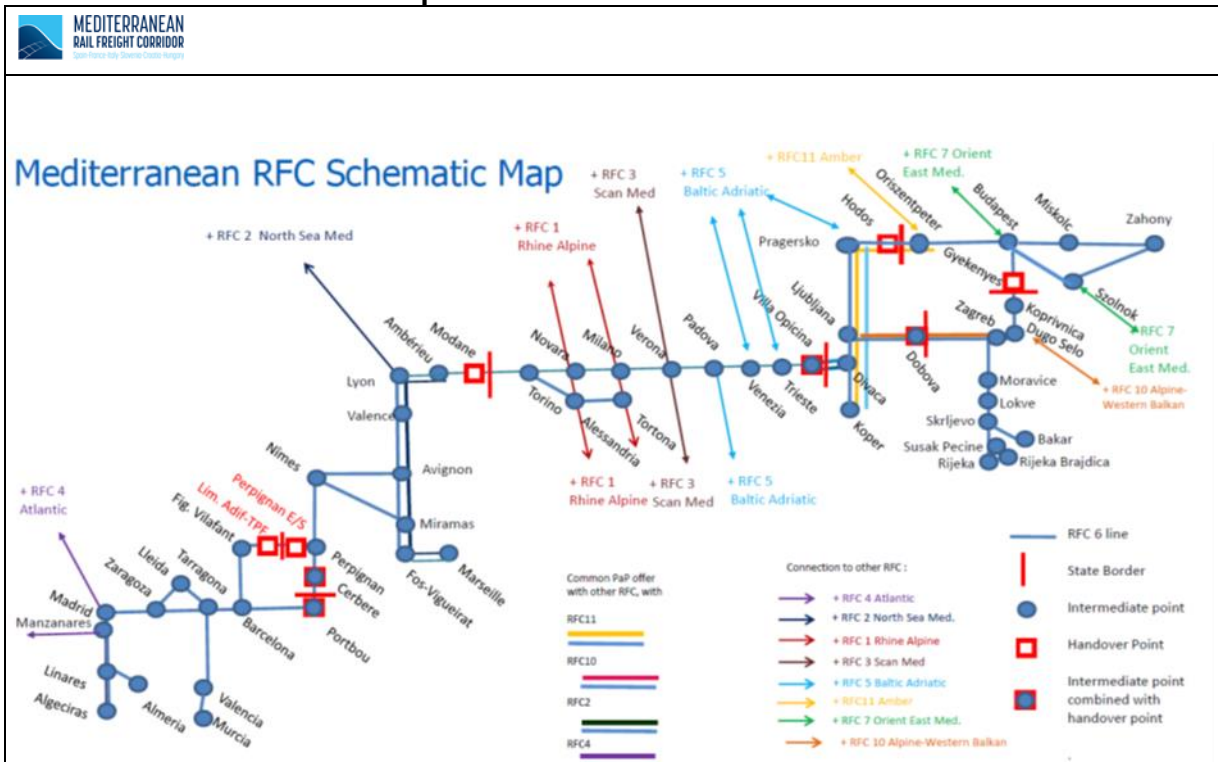 MEDITERRANEAN
RAIL FREIGHT CORRIDOR
Mediterranean RFC Schematic Map
+ RFC 2 North Sea Med
+ RFC 1
Rhine Alpine
+ RFC 3
Scan Med
+ RFC 5
Baltic Adriatic
+ RFC11 Amber
+ RFC 7 Orient
East Med.
Hodos
Oriszentpeter
Budapest
Miskolc
Zahony
Pragersko
Gyekenyes
Szolnok
Ljubljana
Villa Opicina
Zagreb
Koprivnica
Dugo Selo
RFC 7
Orient
East Med.
Ambérieu
Modane
Novara
Milano
Verona
Padova
Lyon
Torino
Alessandria
Tortona
Venezia
Trieste
Divaca
Koper
Dobova
Moravice
Lokve
+ RFC 10 Alpine-
Western Balkan
Valence
Skrljevo
Bakar
Susak Pecine
Rijeka
Rijeka Brajdica
Nimes
Avignon
+ RFC 1
Rhine Alpine
+ RFC 3
Scan Med
+ RFC 5
Baltic Adriatic
+ RFC 4
Atlantic
Perpignan E/S
Lim. Adif-TPF
Fig. Vilafant
Miramas
Perpignan
Cerbere
Fos-Vigueirat
Marseille
Tarragona
Lleida
Zaragoza
Madrid
Manzanares
Barcelona
Portbou
Linares
Algeciras
Almeria
Valencia
Murcia
Common PaP offer
with other RFC, with
RFC11
RFC10
RFC2
RFC4
Connection to other RFC :
+ RFC 4 Atlantic
+ RFC 2 North Sea Med.
+ RFC 1 Rhine Alpine
+ RFC 3 Scan Med
+ RFC 5 Baltic Adriatic
+ RFC11 Amber
+ RFC 7 Orient East Med.
+ RFC 10 Alpine-Western Balkan
RFC 6 line
State Border
Intermediate point
Handover Point
Intermediate point
combined with
handover point